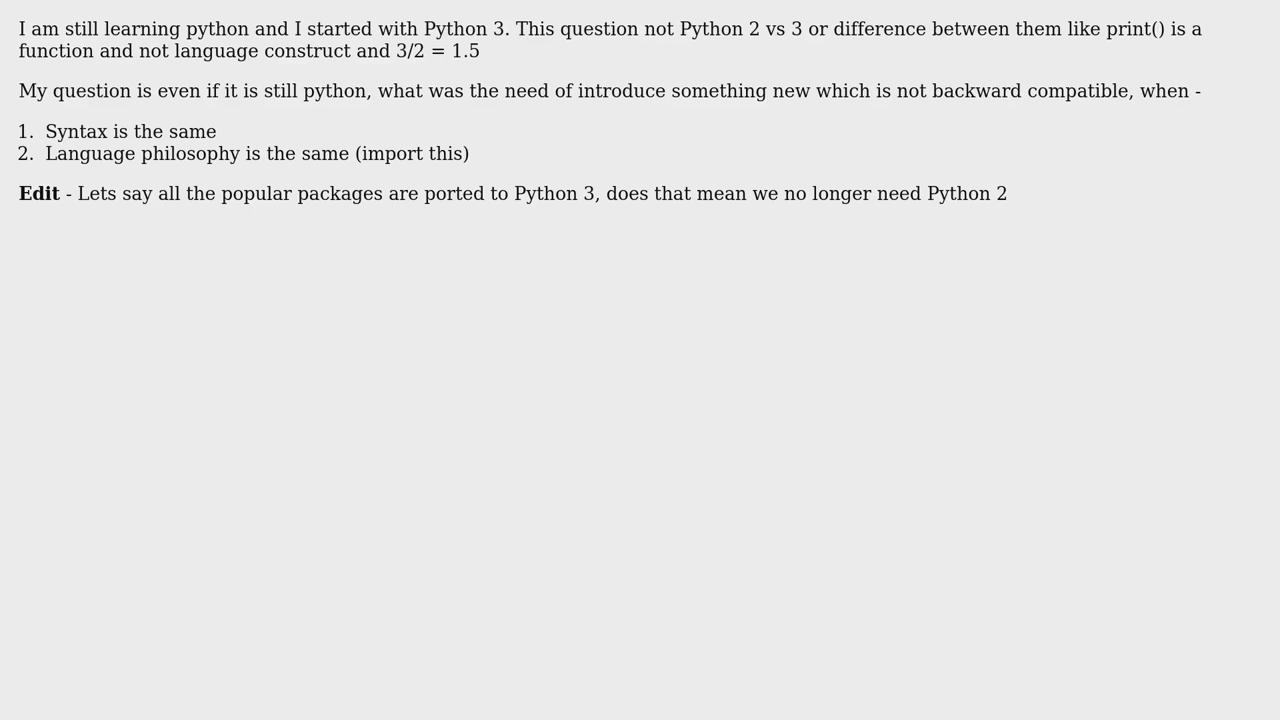 I am still learning python and I started with Python 3. This question not Python 2 vs 3 or difference between them like print() is a
function and not language construct and 3/2 = 1.5
My question is even if it is still python, what was the need of introduce something new which is not backward compatible, when -
1. Syntax is the same
2. Language philosophy is the same (import this)
Edit - Lets say all the popular packages are ported to Python 3, does that mean we no longer need Python 2